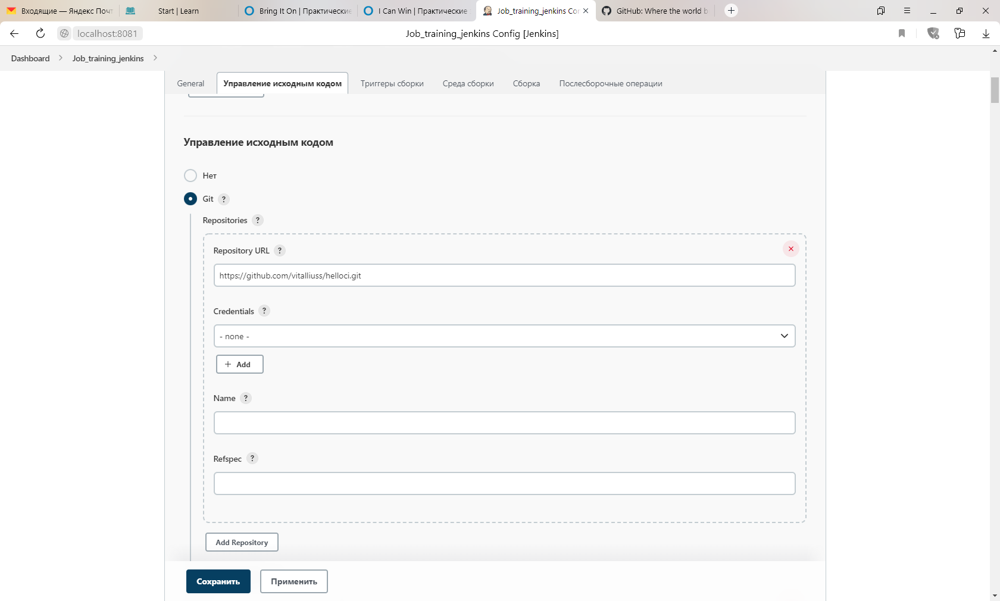 Входящие — Яндекс Почт
Start | Learn
Bring It On | Практические
I Can Win | Практические з
Job_training_jenkins Cor
GitHub: Where the world b
localhost:8081
Job_training_jenkins Config [Jenkins]
Dashboard
Job_training_jenkins
General
Управление исходным кодом
Триггеры сборки
Среда сборки
Сборка
Послесборочные операции
Управление исходным кодом
Нет
Git ?
Repositories ?
Repository URL ?
https://github.com/vitalliuss/helloci.git
Credentials ?
- none -
+ Add
Name ?
Refspec ?
Add Repository
Сохранить
Применить